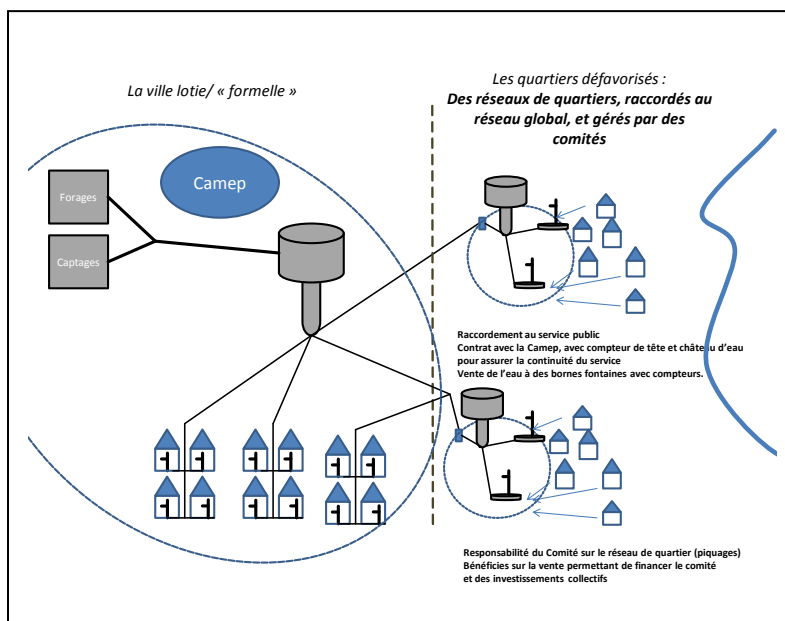 La ville lotie/ « formelle »
Les quartiers défavorisés :
Des réseaux de quartiers, raccordés au
réseau global, et gérés par des
comités
Camep
Forages
Captages
Raccordement au service public
Contrat avec la Camep, avec compteur de tête et château d'eau
pour assurer la continuité du service
Vente de l'eau à des bornes fontaines avec compteurs.
Responsabilité du Comité sur le réseau de quartier (piquages)
Bénéficies sur la vente permettant de financer le comité
et des investissements collectifs